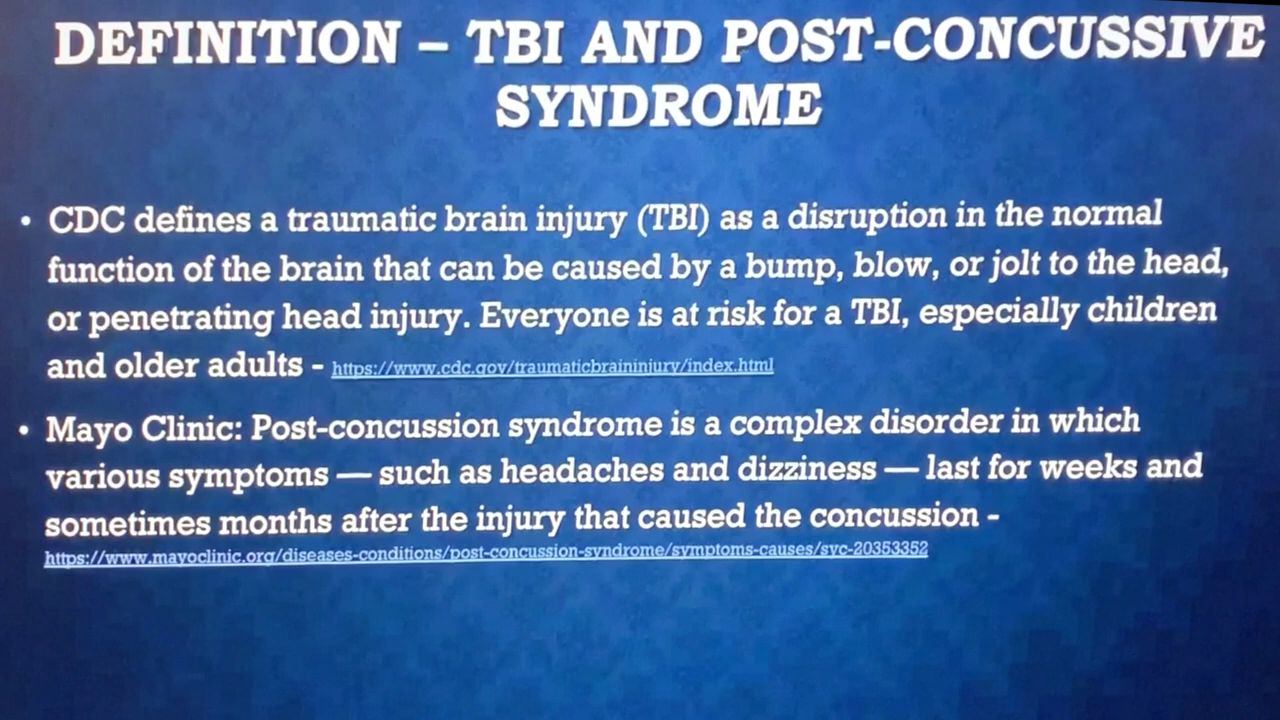 DEFINITION – TBI AND POST-CONCUSSIVE
SYNDROME
• CDC defines a traumatic brain injury (TBI) as a disruption in the normal
function of the brain that can be caused by a bump, blow, or jolt to the head,
or penetrating head injury. Everyone is at risk for a TBI, especially children
and older adults - https://www.cdc.gov/traumaticbraininjury/index.html
• Mayo Clinic: Post-concussion syndrome is a complex disorder in which
various symptoms — such as headaches and dizziness — last for weeks and
sometimes months after the injury that caused the concussion -
https://www.mayoclinic.org/diseases-conditions/post-concussion-syndrome/symptoms-causes/syc-20353352